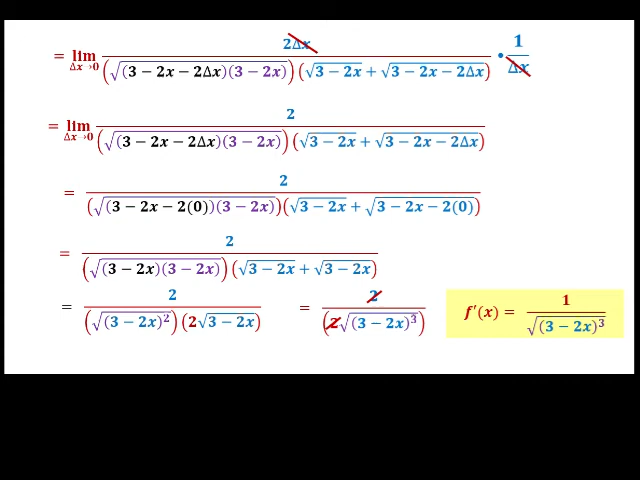 = lim Δx→0 2Δx / (√((3 − 2x − 2Δx)(3 − 2x))) (√(3 − 2x) + √(3 − 2x − 2Δx)) • 1/Δx
= lim Δx→0 2 / (√((3 − 2x − 2Δx)(3 − 2x))) (√(3 − 2x) + √(3 − 2x − 2Δx))
= 2 / (√((3 − 2x − 2(0))(3 − 2x))) (√(3 − 2x) + √(3 − 2x − 2(0)))
= 2 / (√((3 − 2x)(3 − 2x))) (√(3 − 2x) + √(3 − 2x))
= 2 / (√((3 − 2x)²)) (2√(3 − 2x)) = 2 / (2√((3 − 2x)³)) f′(x) = 1 / √((3 − 2x)³)